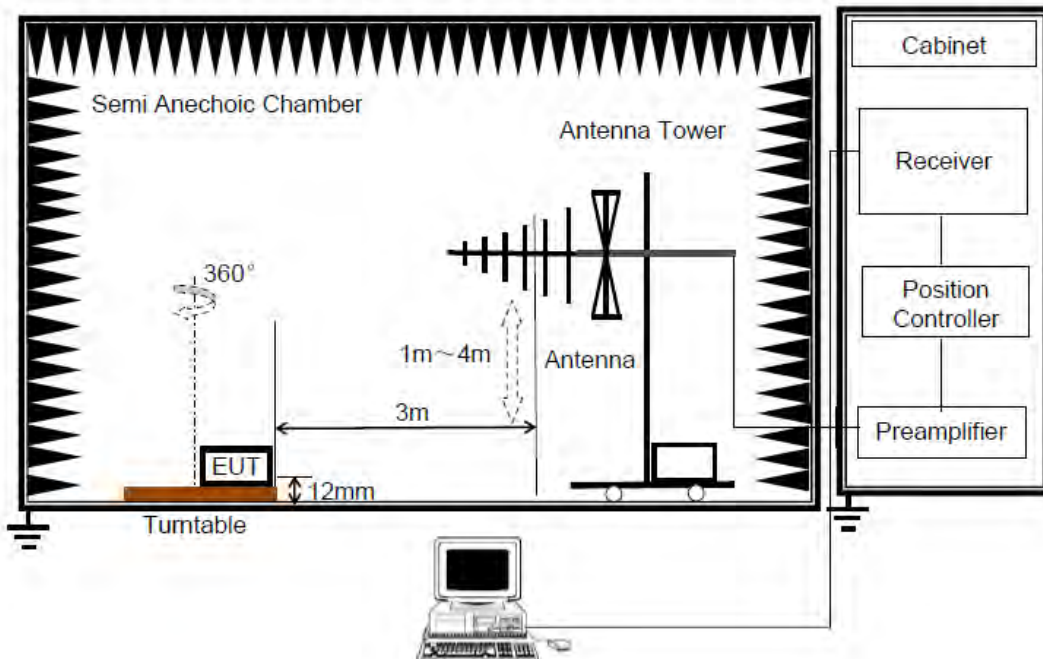 Cabinet
Semi Anechoic Chamber
Antenna Tower
Receiver
360°
Position
Controller
1m～4m
Antenna
3m
Preamplifier
EUT
12mm
Turntable